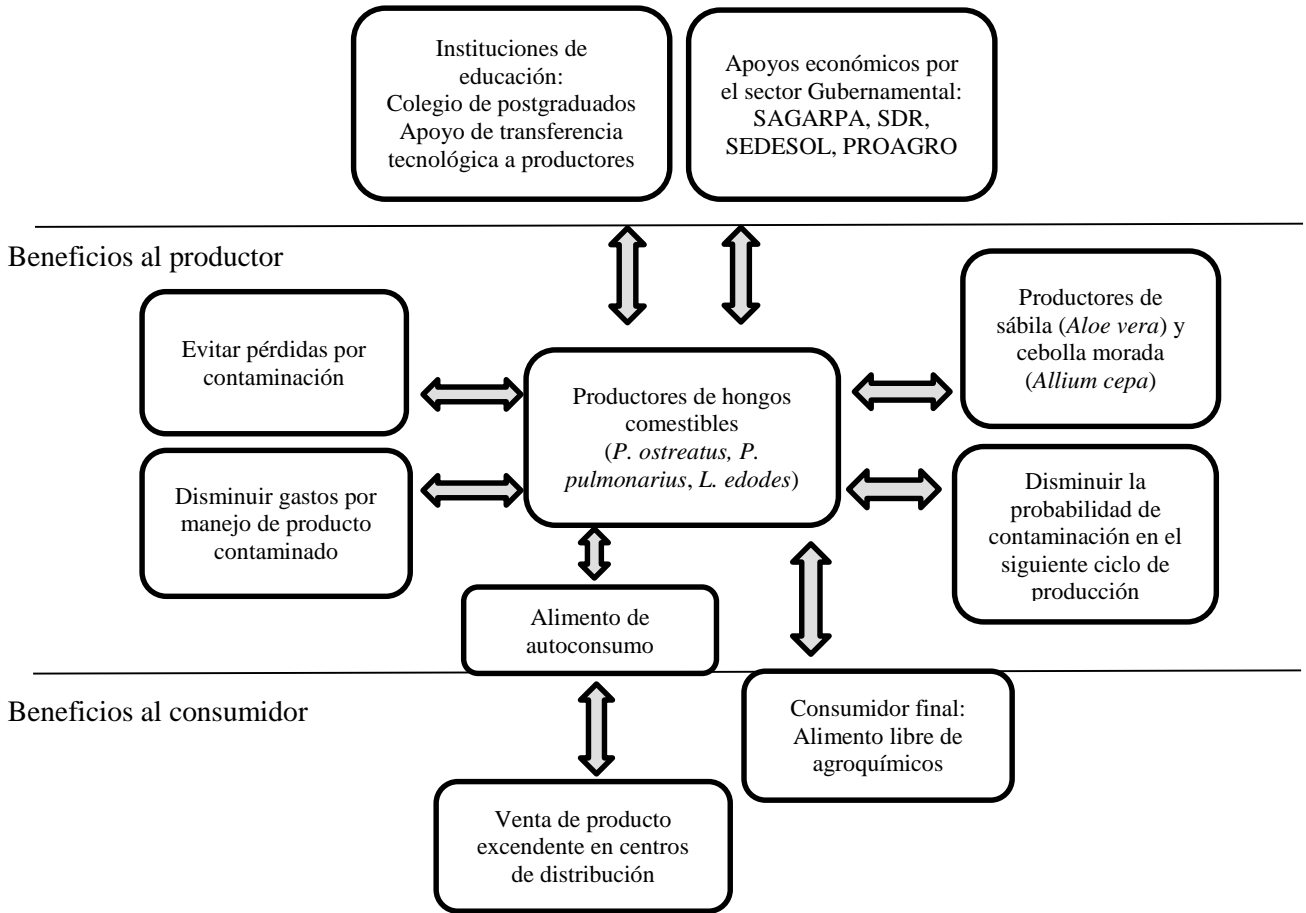 Instituciones de
educación:
Colegio de postgraduados
Apoyo de transferencia
tecnológica a productores
Apoyos económicos por
el sector Gubernamental:
SAGARPA, SDR,
SEDESOL, PROAGRO
Beneficios al productor
Evitar pérdidas por
contaminación
Disminuir gastos por
manejo de producto
contaminado
Productores de hongos
comestibles
(P. ostreatus, P.
pulmonarius, L. edodes)
Productores de
sábila (Aloe vera) y
cebolla morada
(Allium cepa)
Disminuir la
probabilidad de
contaminación en el
siguiente ciclo de
producción
Alimento de
autoconsumo
Beneficios al consumidor
Consumidor final:
Alimento libre de
agroquímicos
Venta de producto
excendente en centros
de distribución